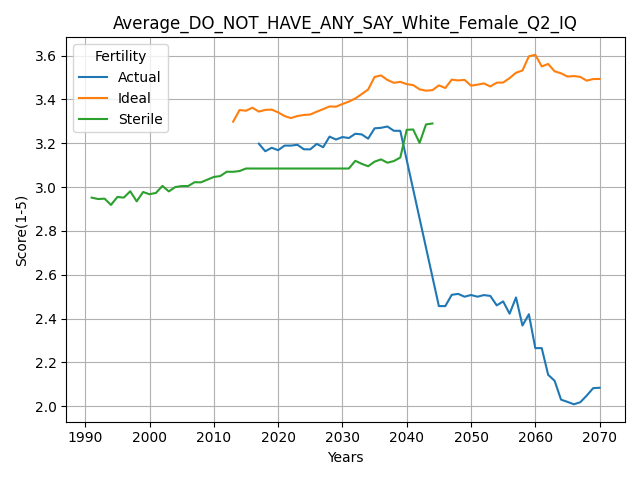 Average_DO_NOT_HAVE_ANY_SAY_White_Female_Q2_IQ
Fertility
Actual
Ideal
Sterile
Score(1-5)
3.6
3.4
3.2
3.0
2.8
2.6
2.4
2.2
2.0
1990 2000 2010 2020 2030 2040 2050 2060 2070
Years